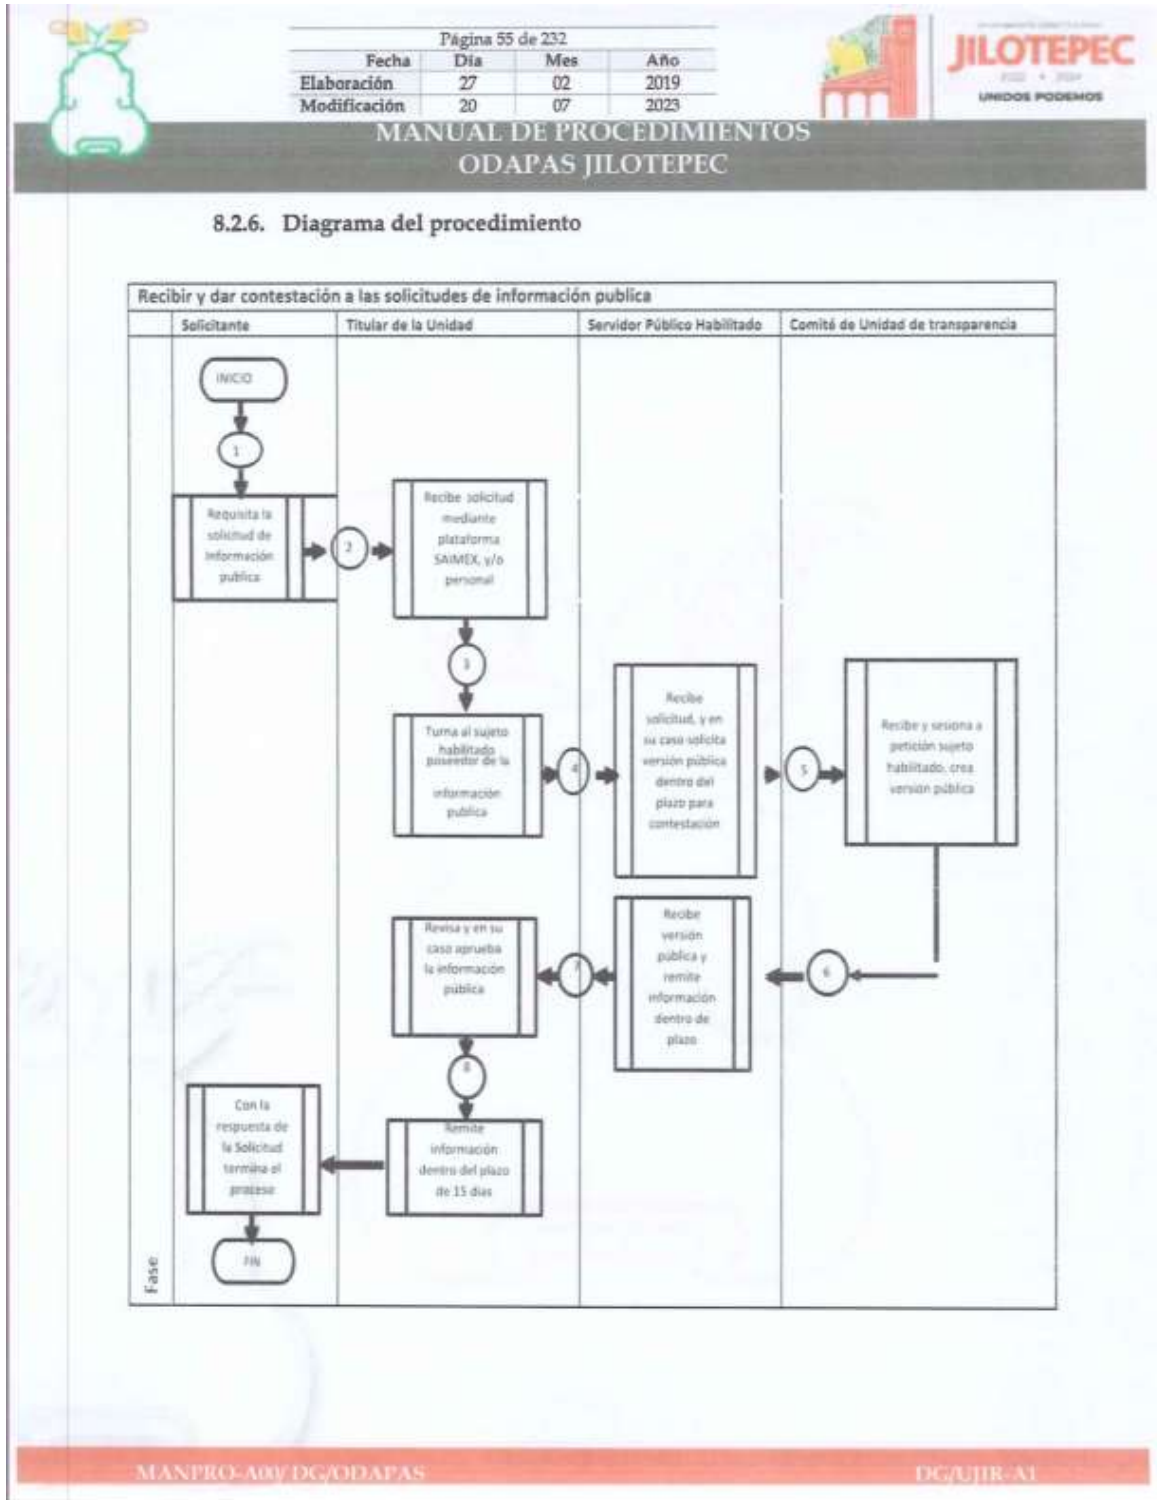 Página 55 de 232
Fecha Día Mes Año
Elaboración 27 02 2019
Modificación 20 07 2023
JILOTEPEC
UNIDOS PODEMOS
MANUAL DE PROCEDIMIENTOS
ODAPAS JILOTEPEC
8.2.6. Diagrama del procedimiento
Recibir y dar contestación a las solicitudes de información publica
Solicitante
Titular de la Unidad
Servidor Público Habilitado
Comité de Unidad de transparencia
INICIO
1
Requisita la
solicitud de
Información
publica
2
Recibe solicitud
mediante
plataforma
SAIMEX, y/o
personal
3
Turna al sujeto
habilitado
poseedor de la
información
publica
4
Recibe
solicitud, y en
su caso solicita
versión pública
dentro del
plazo para
contestación
5
Recibe y sesiona a
petición sujeto
habilitado, crea
versión pública
6
Recibe
versión
pública y
remite
información
dentro de
plazo
7
Revisa y en su
caso aprueba
la información
pública
8
Remite
información
dentro del plazo
de 15 dias
Con la
respuesta de
la Solicitud
termina el
proceso
FIN
Fase
MANPRO-A00/ DG/ODAPAS
DG/UJIR-A1